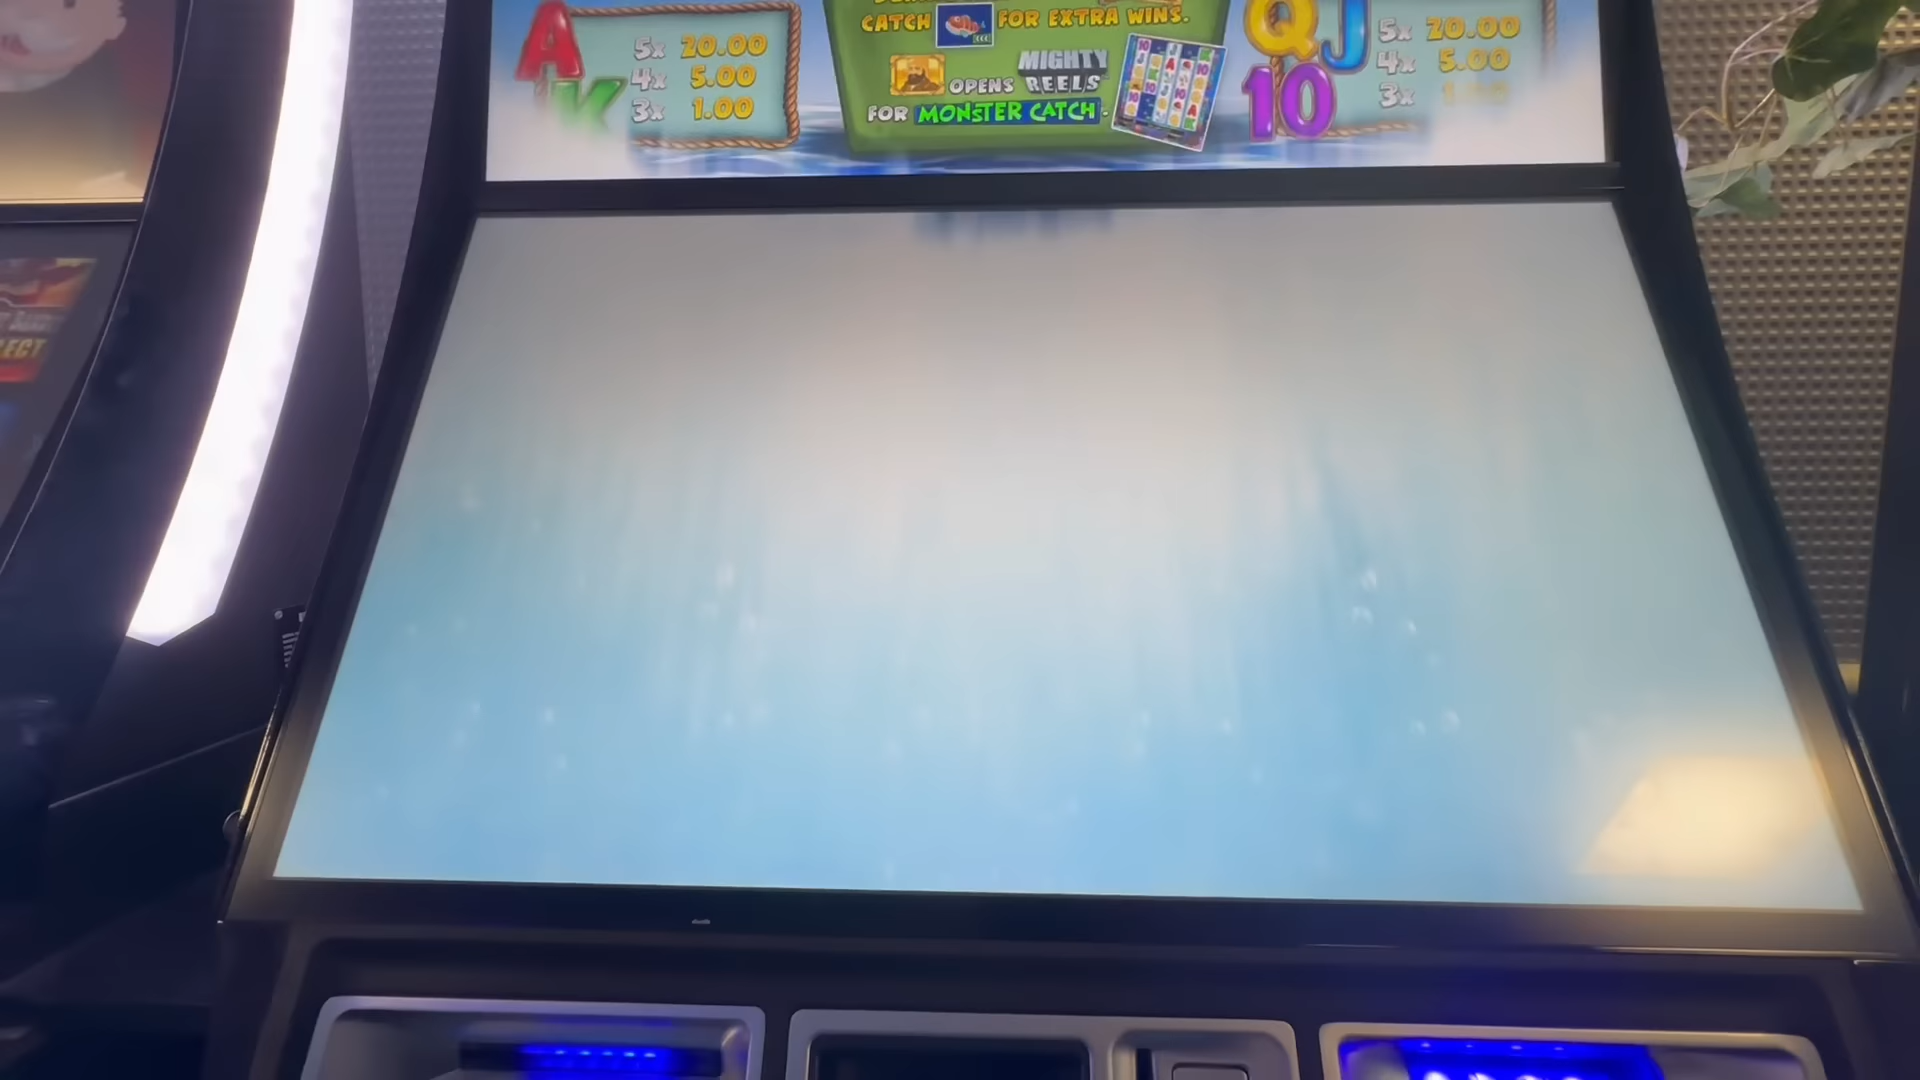 A
K
5x 20.00
4x 5.00
3x 1.00
CATCH FOR EXTRA WINS.
OPENS MIGHTY REELS
FOR MONSTER CATCH.
Q
J
10
5x 20.00
4x 5.00
3x
ECT